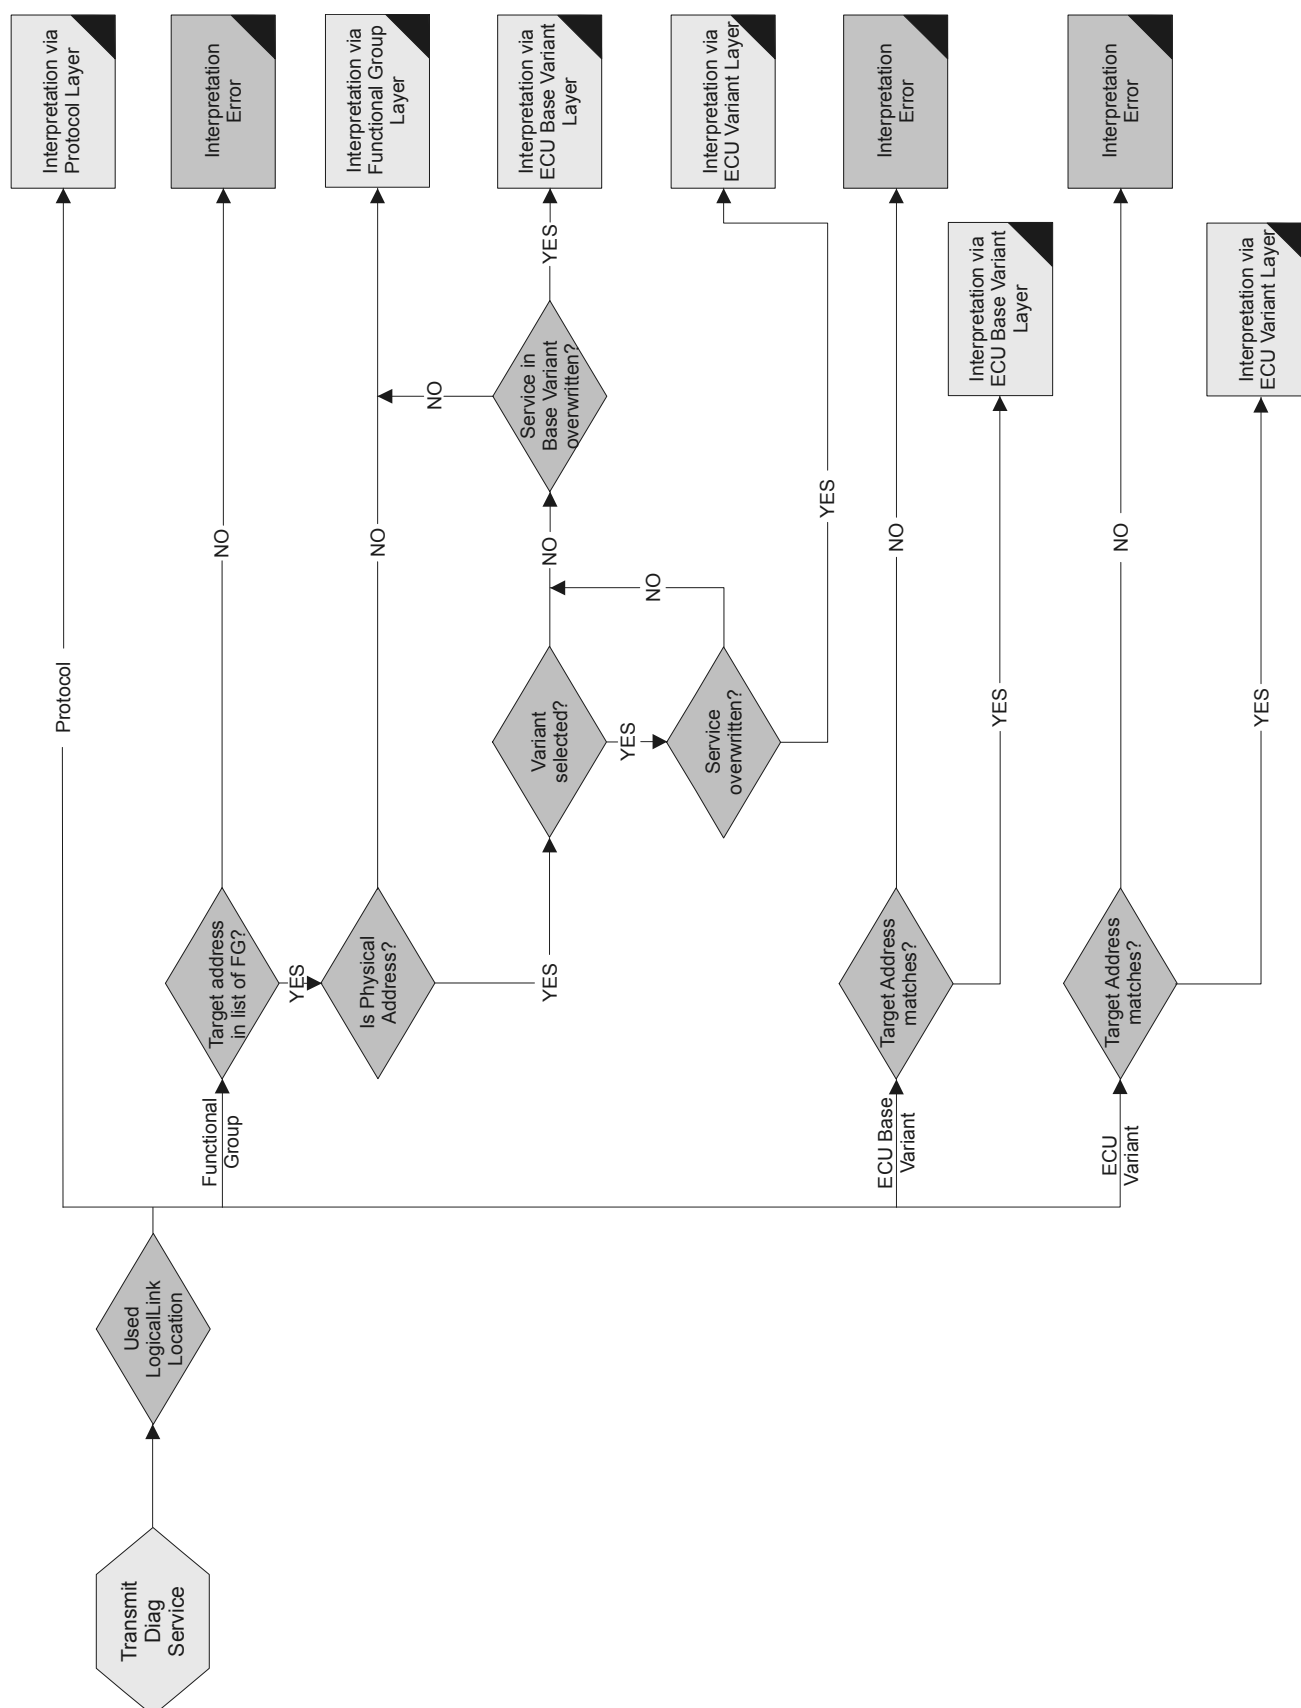 Transmit
Diag
Service
Used
LogicalLink
Location
Protocol
Interpretation via
Protocol Layer
Functional
Group
Target address
in list of FG?
NO
Interpretation
Error
YES
Is Physical
Address?
NO
Interpretation via
Functional Group
Layer
YES
Variant
selected?
NO
Service in
Base Variant
overwritten?
NO
YES
Interpretation via
ECU Base Variant
Layer
YES
Service
overwritten?
NO
YES
Interpretation via
ECU Variant Layer
ECU Base
Variant
Target Address
matches?
NO
Interpretation
Error
YES
Interpretation via
ECU Base Variant
Layer
ECU
Variant
Target Address
matches?
NO
Interpretation
Error
YES
Interpretation via
ECU Variant Layer